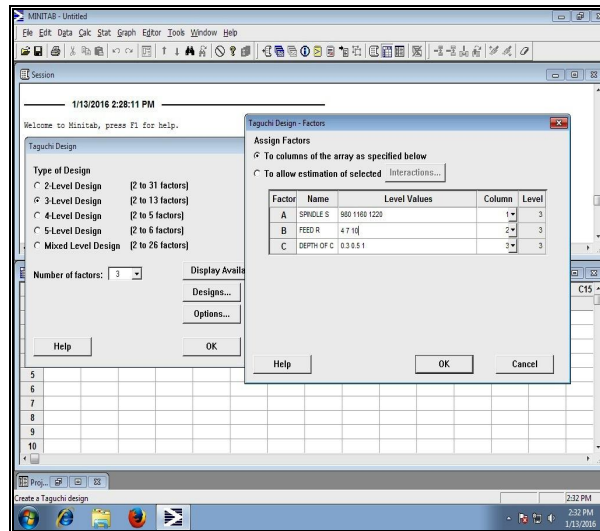 MINITAB - Untitled
File Edit Data Calc Stat Graph Editor Tools Window Help
Session
1/13/2016 2:28:11 PM
Welcome to Minitab, press F1 for help.
Taguchi Design
Type of Design
2-Level Design (2 to 31 factors)
3-Level Design (2 to 13 factors)
4-Level Design (2 to 5 factors)
5-Level Design (2 to 6 factors)
Mixed Level Design (2 to 26 factors)
Number of factors: 3
Display Availa
Designs...
Options...
Help OK
Taguchi Design - Factors
Assign Factors
To columns of the array as specified below
To allow estimation of selected Interactions...
Factor Name Level Values Column Level
A SPINDLE S 980 1160 1220 1 3
B FEED R 4 7 10 2 3
C DEPTH OF C 0.3 0.5 1 3 3
Help OK Cancel
C15
5
6
7
8
9
10
Proj...
Create a Taguchi design 2:32 PM
2:32 PM
1/13/2016